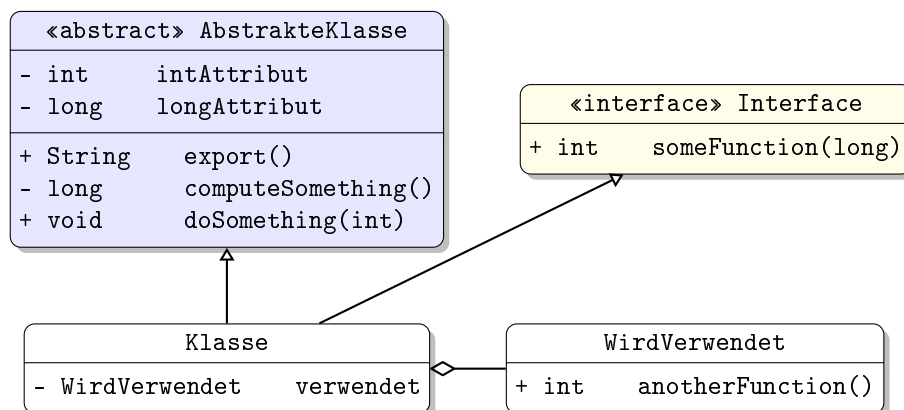 «abstract» AbstrakteKlasse
- int intAttribut
- long longAttribut
+ String export()
- long computeSomething()
+ void doSomething(int)
«interface» Interface
+ int someFunction(long)
Klasse
- WirdVerwendet verwendet
WirdVerwendet
+ int anotherFunction()